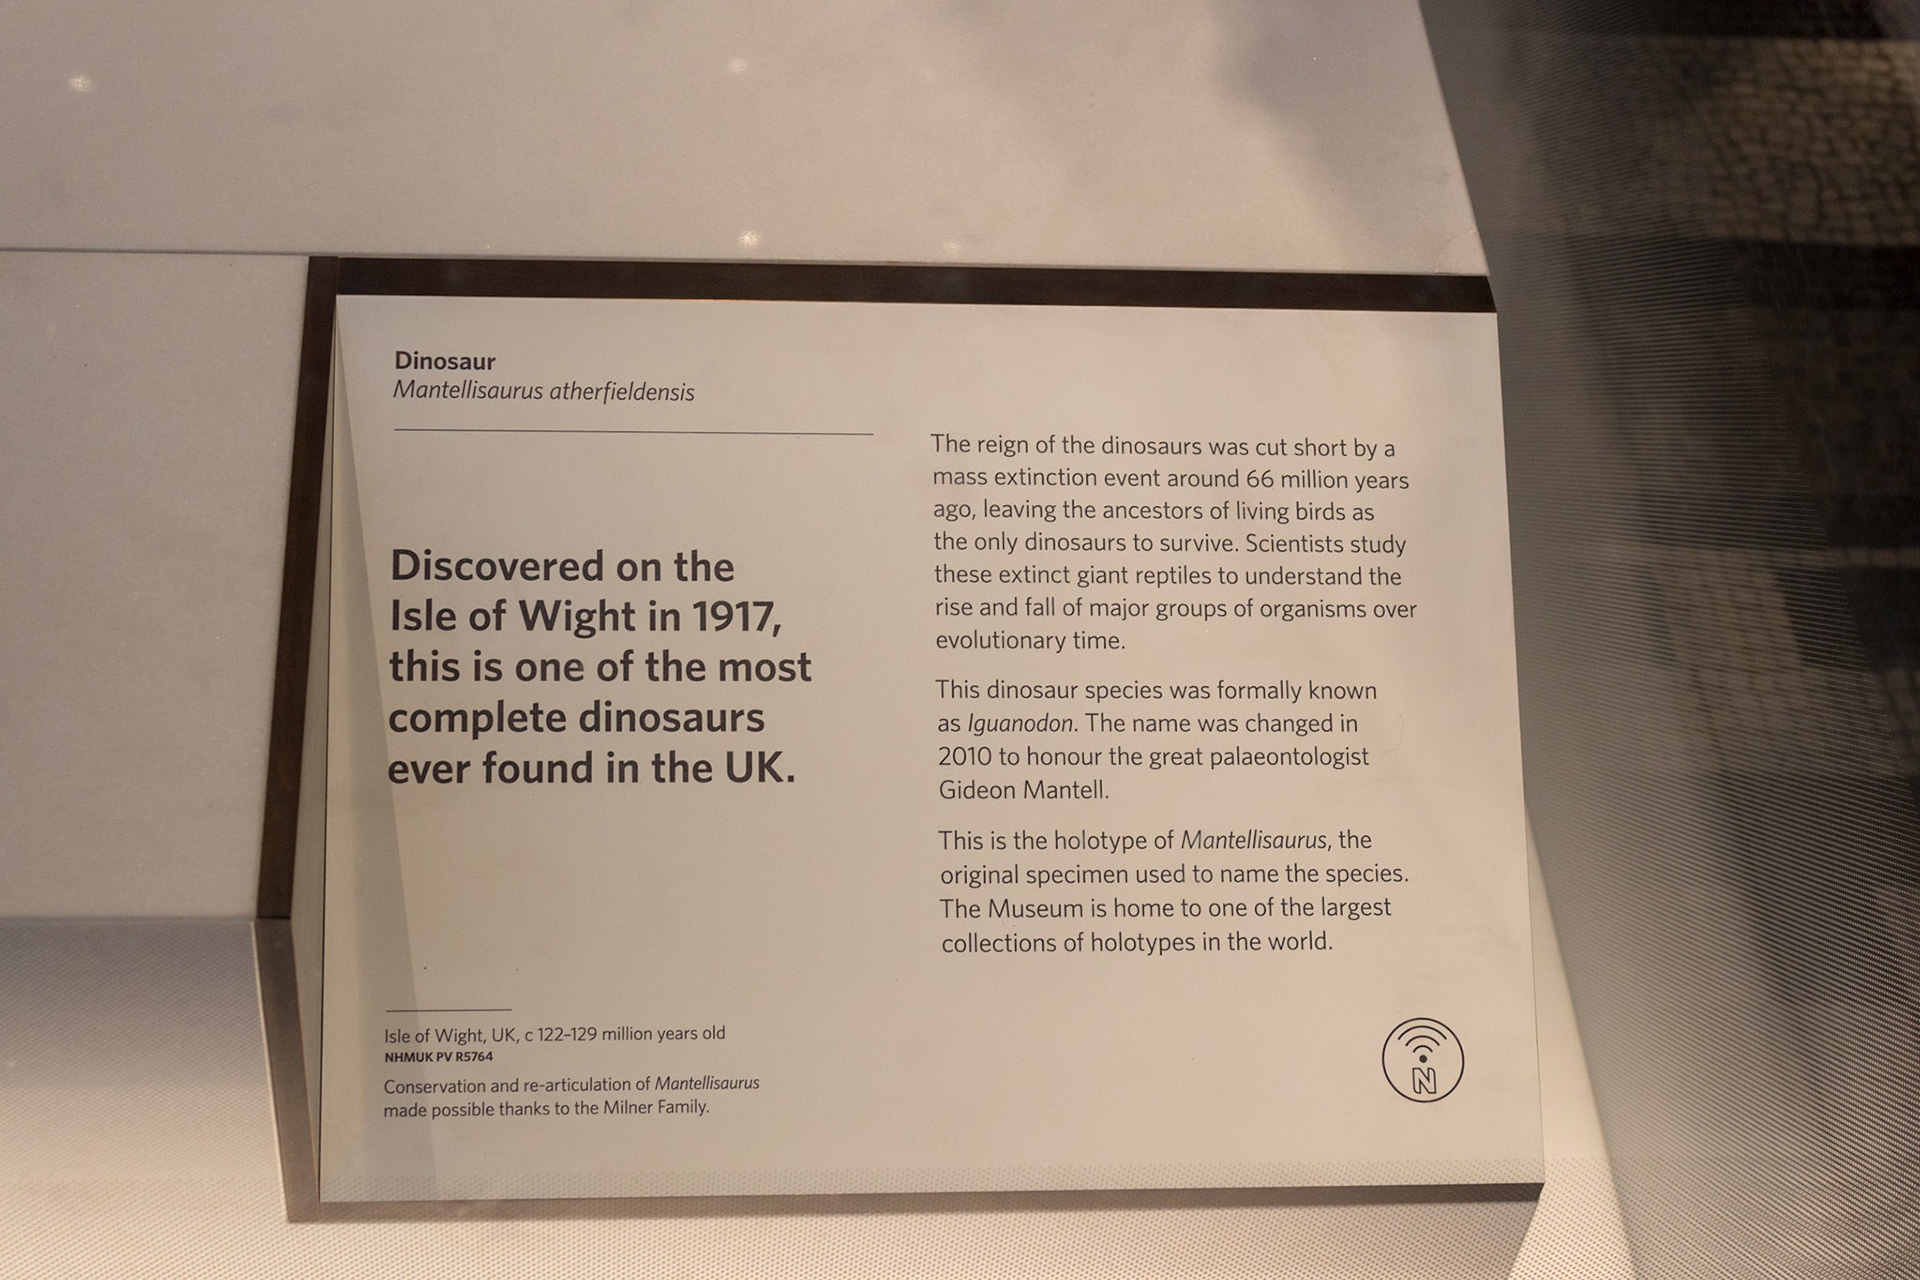 Dinosaur
Mantellisaurus atherfieldensis
Discovered on the
Isle of Wight in 1917,
this is one of the most
complete dinosaurs
ever found in the UK.
Isle of Wight, UK, c 122–129 million years old
NHMUK PV R5764
Conservation and re-articulation of Mantellisaurus
made possible thanks to the Milner Family.
The reign of the dinosaurs was cut short by a
mass extinction event around 66 million years
ago, leaving the ancestors of living birds as
the only dinosaurs to survive. Scientists study
these extinct giant reptiles to understand the
rise and fall of major groups of organisms over
evolutionary time.
This dinosaur species was formally known
as Iguanodon. The name was changed in
2010 to honour the great palaeontologist
Gideon Mantell.
This is the holotype of Mantellisaurus, the
original specimen used to name the species.
The Museum is home to one of the largest
collections of holotypes in the world.
N